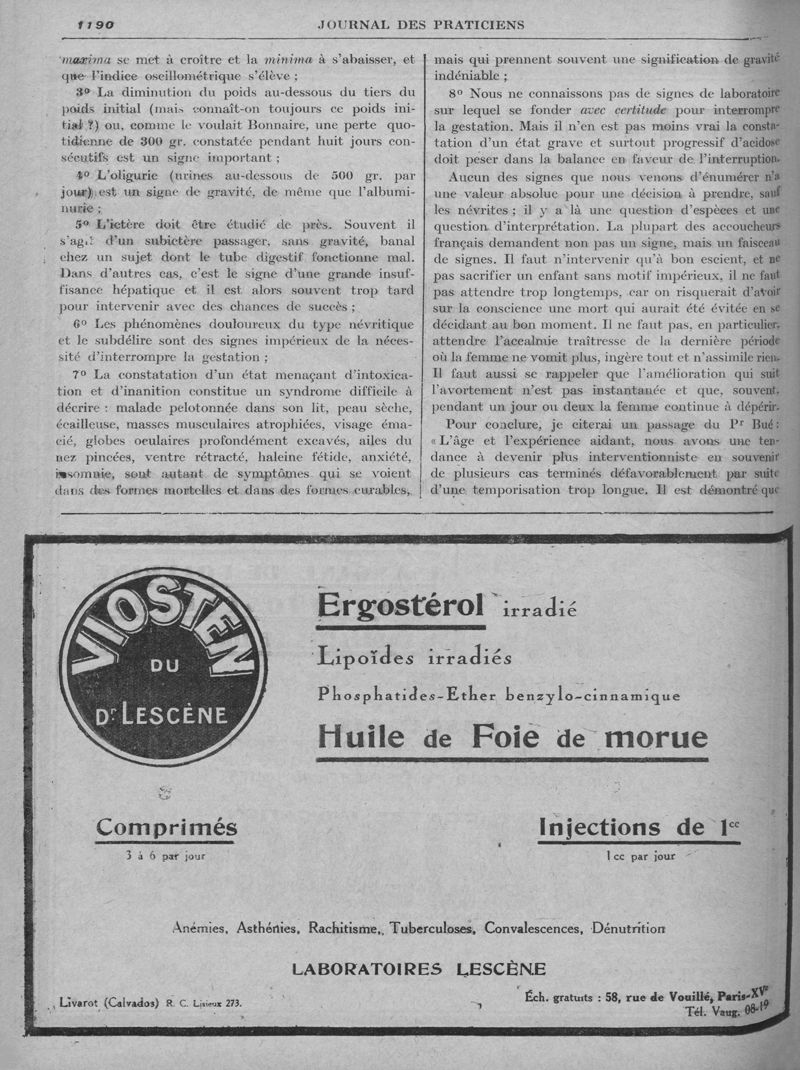 1190
JOURNAL DES PRATICIENS
maxima se met à croître et la minima à s'abaisser, et
que l'indice oscillométrique s'élève ;
3º La diminution du poids au-dessous du tiers du
poids initial (mais connaît-on toujours ce poids ini-
tial ?) ou, comme le voulait Bonnaire, une perte quo-
tidienne de 300 gr. constatée pendant huit jours con-
sécutifs est un signe important ;
4º L'oligurie (urines au-dessous de 500 gr. par
jour) est un signe de gravité, de même que l'albumi-
nurie ;
5º L'ictère doit être étudié de près. Souvent il
s'agit d'un subictère passager, sans gravité, banal
chez un sujet dont le tube digestif fonctionne mal.
Dans d'autres cas, c'est le signe d'une grande insuf-
fisance hépatique et il est alors souvent trop tard
pour intervenir avec des chances de succès ;
6º Les phénomènes douloureux du type névritique
et le subdélire sont des signes impérieux de la néces-
sité d'interrompre la gestation ;
7º La constatation d'un état menaçant d'intoxica-
tion et d'inanition constitue un syndrome difficile à
décrire : malade pelotonnée dans son lit, peau sèche,
écailleuse, masses musculaires atrophiées, visage éma-
cié, globes oculaires profondément excavés, ailes du
nez pincées, ventre rétracté, haleine fétide, anxiété,
insomnie, sont autant de symptômes qui se voient
dans des formes mortelles et dans des formes curables,
mais qui prennent souvent une signification de gravité
indéniable ;
8º Nous ne connaissons pas de signes de laboratoire
sur lequel se fonder avec certitude pour interrompre
la gestation. Mais il n'en est pas moins vrai la consta-
tation d'un état grave et surtout progressif d'acidose
doit peser dans la balance en faveur de l'interruption.
Aucun des signes que nous venons d'énumérer n'a
une valeur absolue pour une décision à prendre, sauf
les névrites ; il y a là une question d'espèces et une
question d'interprétation. La plupart des accoucheurs
français demandent non pas un signe, mais un faisceau
de signes. Il faut n'intervenir qu'à bon escient, et ne
pas sacrifier un enfant sans motif impérieux, il ne faut
pas attendre trop longtemps, car on risquerait d'avoir
sur la conscience une mort qui aurait été évitée en se
décidant au bon moment. Il ne faut pas, en particulier,
attendre l'accalmie traîtresse de la dernière période
où la femme ne vomit plus, ingère tout et n'assimile rien.
Il faut aussi se rappeler que l'amélioration qui suit
l'avortement n'est pas instantanée et que, souvent,
pendant un jour ou deux la femme continue à dépérir.
Pour conclure, je citerai un passage du Pr Bué :
« L'âge et l'expérience aidant, nous avons une ten-
dance à devenir plus interventionniste en souvenir
de plusieurs cas terminés défavorablement par suite
d'une temporisation trop longue. Il est démontré que
VIOSTEN
DU
Dr LESCÈNE
Ergostérol irradié
Lipoïdes irradiés
Phosphatides-Ether benzylo-cinnamique
Huile de Foie de morue
Comprimés
3 à 6 par jour
Injections de 1cc
1 cc par jour
Anémies, Asthénies, Rachitisme, Tuberculoses, Convalescences, Dénutrition
LABORATOIRES LESCÈNE
Livarot (Calvados) R. C. Lisieux 273.
Éch. gratuits : 58, rue de Vouillé, Paris-XVe
Tél. Vaug. 08-19